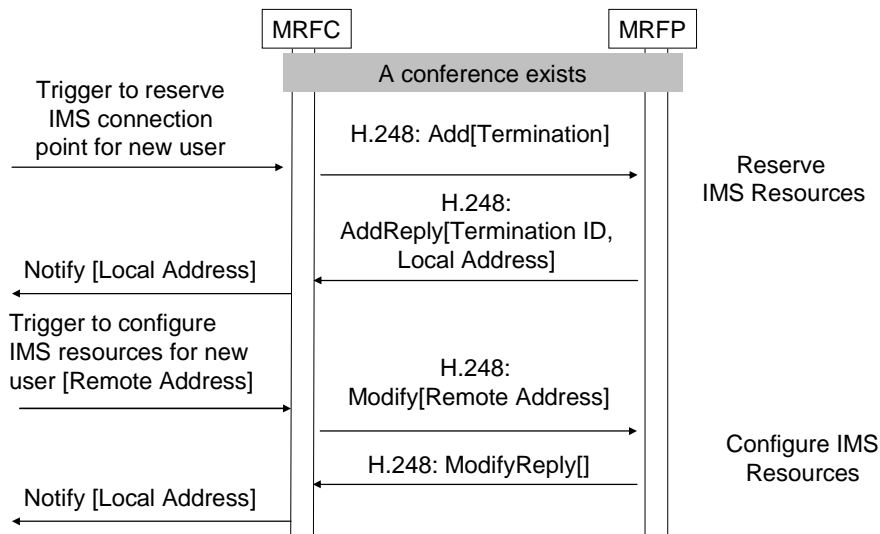 MRFC
MRFP
A conference exists
Trigger to reserve
IMS connection
point for new user
H.248: Add[Termination]
Reserve
IMS Resources
H.248:
AddReply[Termination ID,
Local Address]
Notify [Local Address]
Trigger to configure
IMS resources for new
user [Remote Address]
H.248:
Modify[Remote Address]
Configure IMS
Resources
H.248: ModifyReply[]
Notify [Local Address]